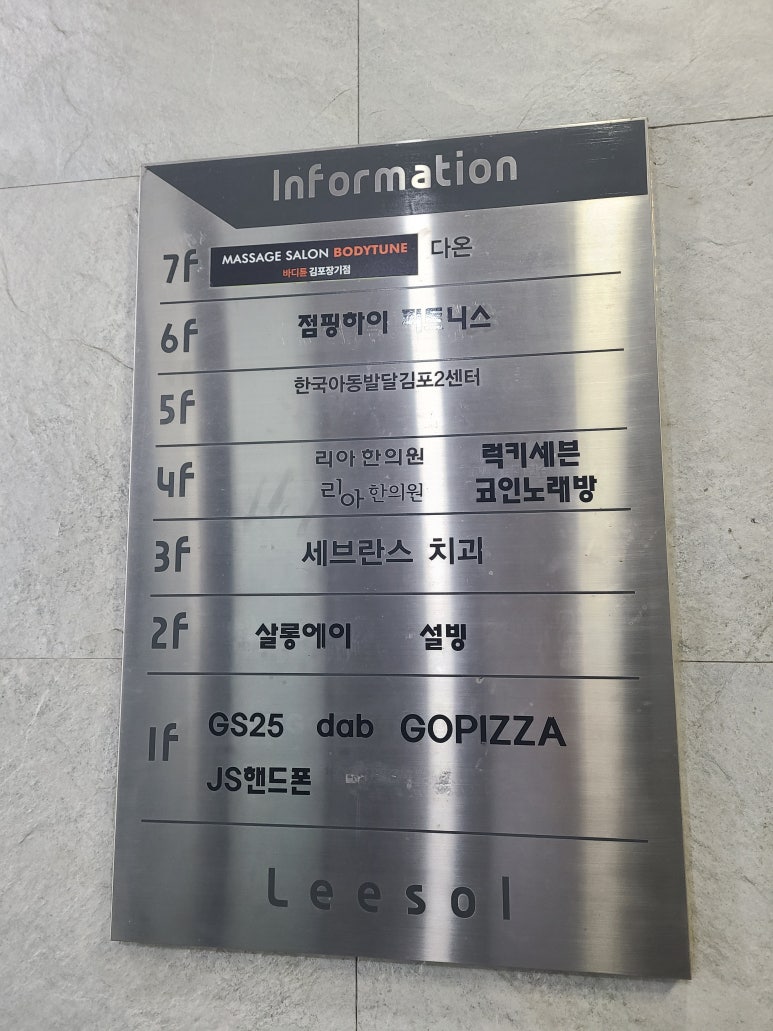 Information
7f MASSAGE SALON BODYTUNE 다온
바디튠 김포장기점
6f 점핑하이 피트니스
5f 한국아동발달김포2센터
4f 리아한의원 럭키세븐
리아한의원 코인노래방
3f 세브란스 치과
2f 살롱에이 설빙
1f GS25 dab GOPIZZA
JS핸드폰
Leesol